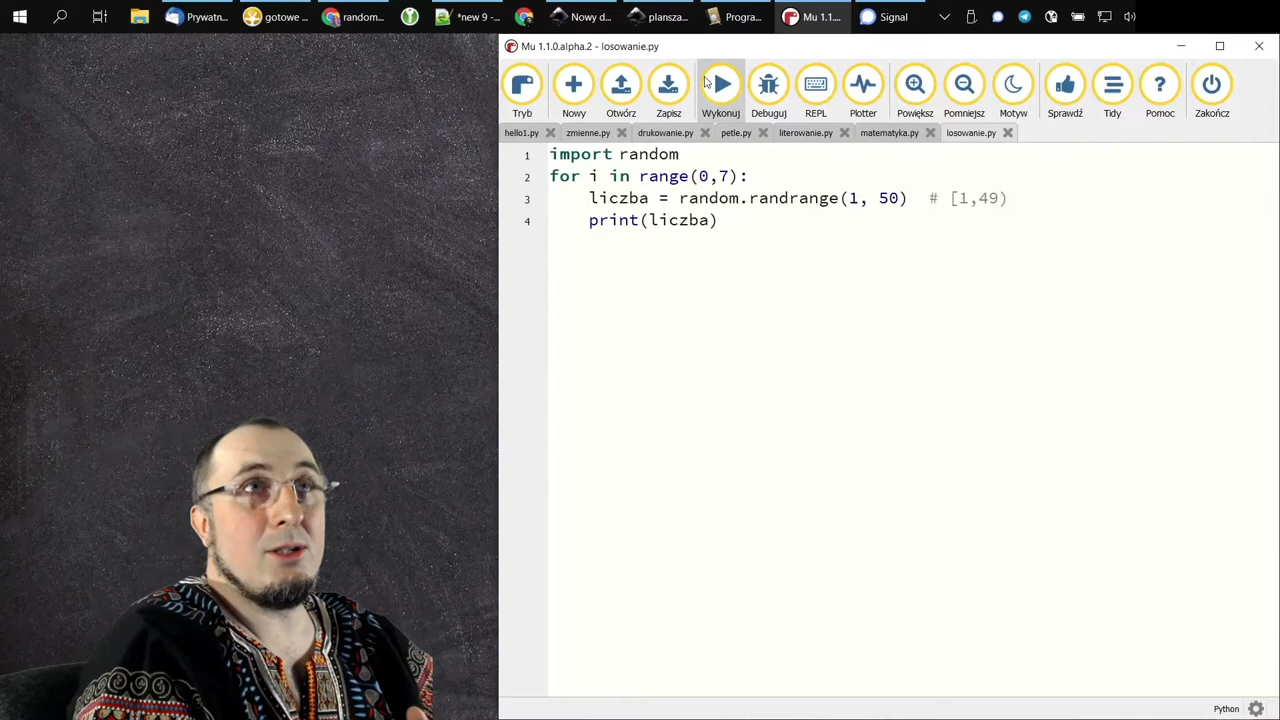 Prywatn...
gotowe ...
random...
*new 9 -...
Nowy d...
plansza...
Progra...
Mu 1.1....
Signal
Mu 1.1.0.alpha.2 - losowanie.py
Tryb
Nowy
Otwórz
Zapisz
Wykonuj
Debuguj
REPL
Plotter
Powiększ
Pomniejsz
Motyw
Sprawdź
Tidy
Pomoc
Zakończ
hello1.py
zmienne.py
drukowanie.py
petle.py
literowanie.py
matematyka.py
losowanie.py
1 import random
2 for i in range(0,7):
3 liczba = random.randrange(1, 50) # [1,49)
4 print(liczba)
Python